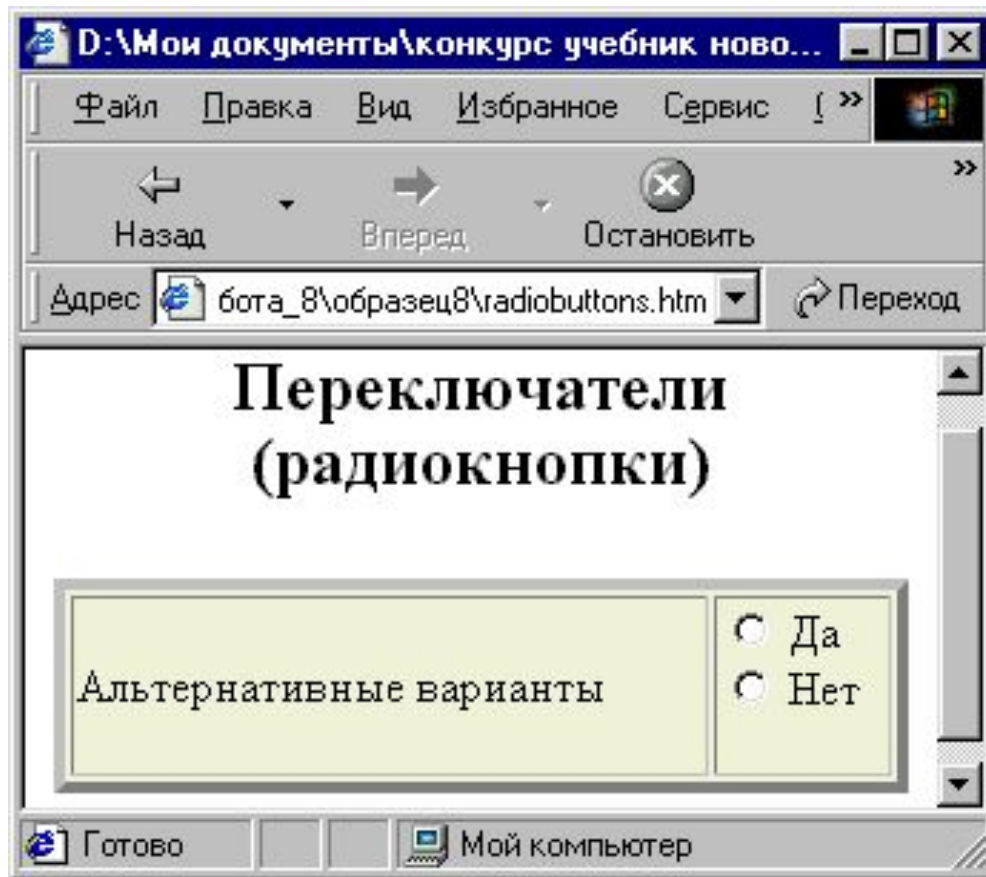 D:\Мои документы\конкурс учебник ново...
Файл Правка Вид Избранное Сервис »
»
Назад Вперед Остановить
Адрес бота_8\образец8\radiobuttons.htm Переход
Переключатели
(радиокнопки)
Да
Альтернативные варианты Нет
Готово Мой компьютер